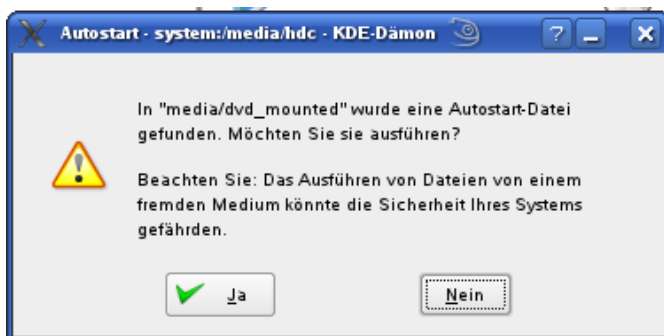 Autostart - system:/media/hdc - KDE-Dämon
In "media/dvd_mounted" wurde eine Autostart-Datei
gefunden. Möchten Sie sie ausführen?
Beachten Sie: Das Ausführen von Dateien von einem
fremden Medium könnte die Sicherheit Ihres Systems
gefährden.
Ja
Nein